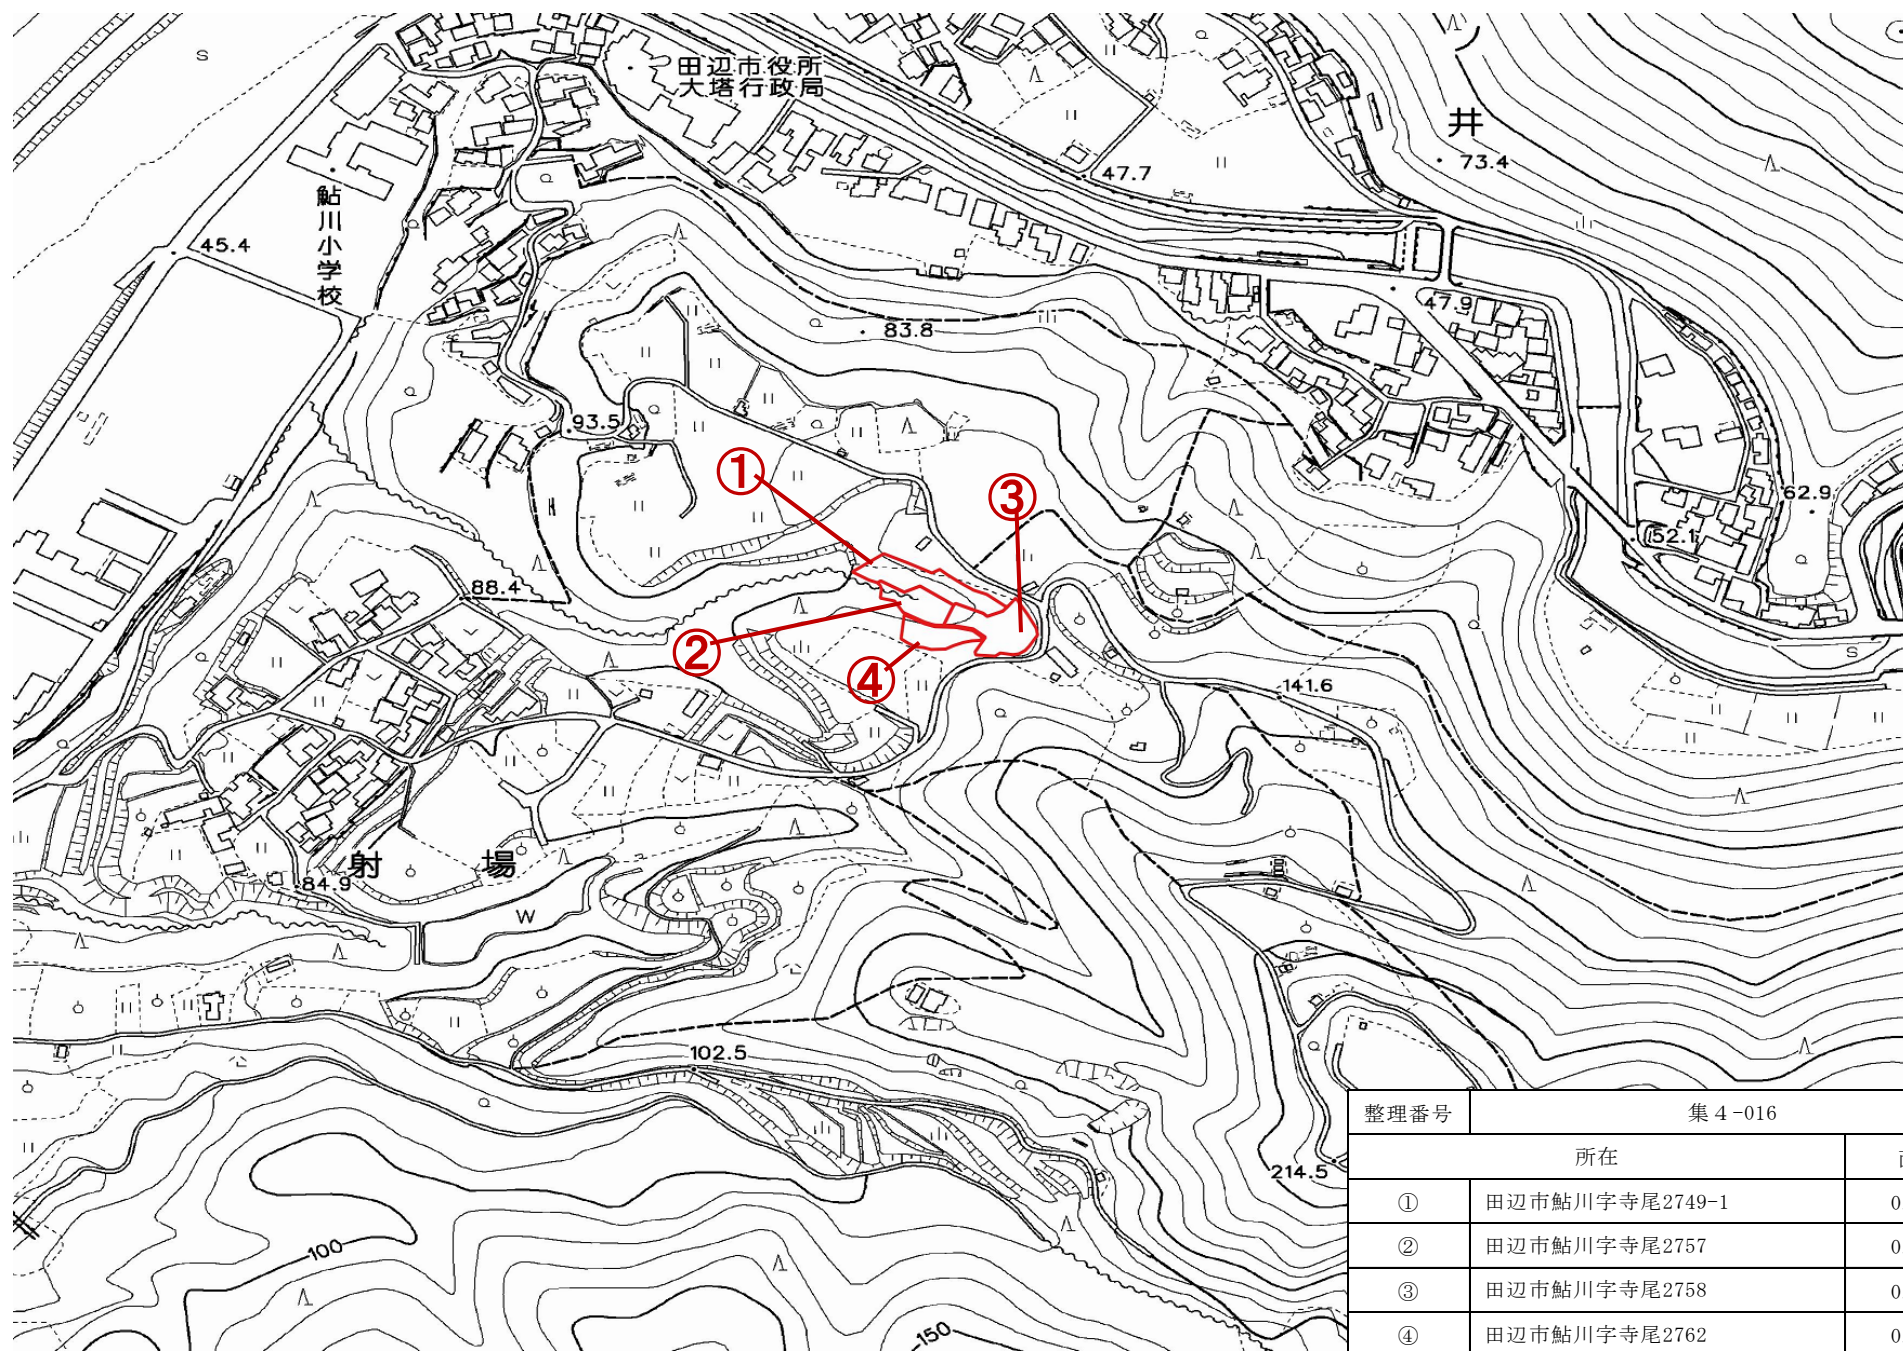 田辺市役所
大塔行政局
井
73.4
47.7
鮎川小学校
45.4
47.9
83.8
93.5
①
③
62.9
52.1
88.4
②
④
141.6
射場
84.9
W
102.5
214.5
100
150
S
S
整理番号 集4-016
所在
① 田辺市鮎川字寺尾2749-1 0
② 田辺市鮎川字寺尾2757 0
③ 田辺市鮎川字寺尾2758 0
④ 田辺市鮎川字寺尾2762 0